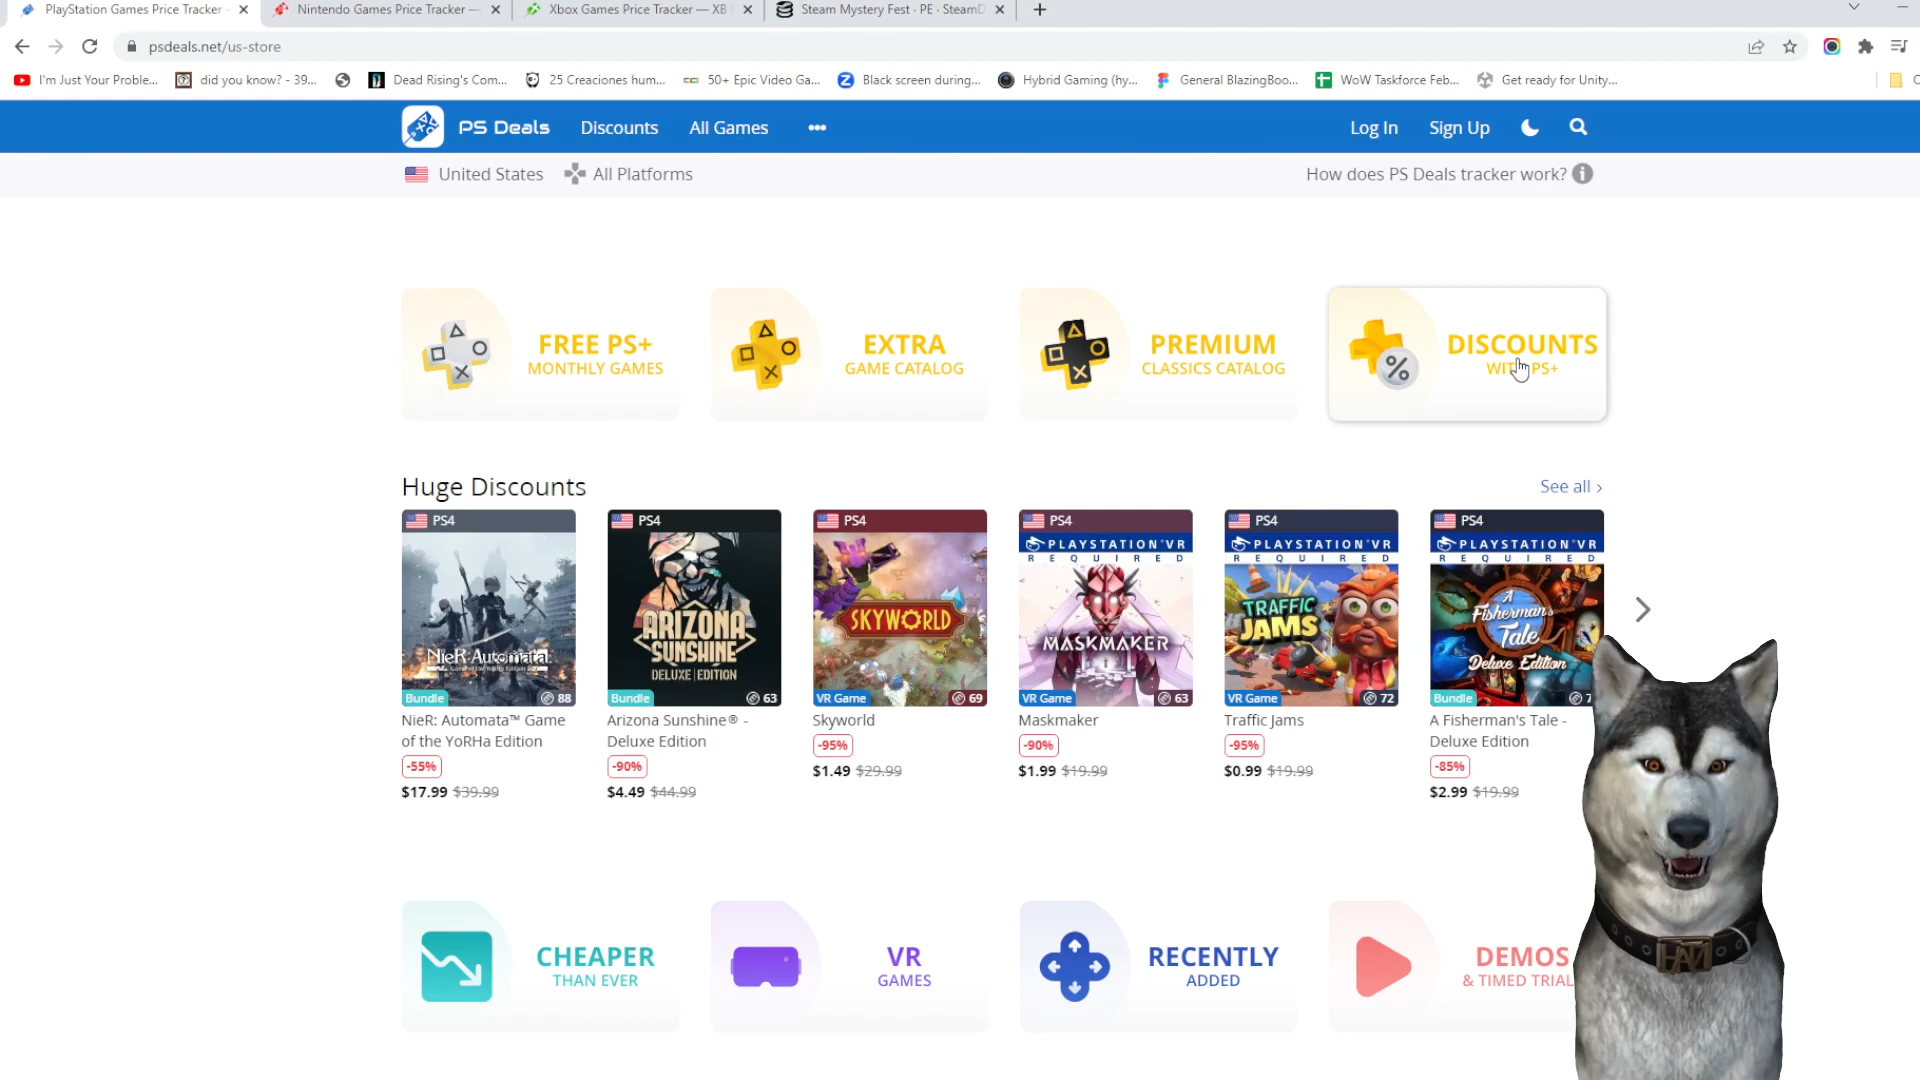 PlayStation Games Price Tracker -
Nintendo Games Price Tracker —
Xbox Games Price Tracker — XB
Steam Mystery Fest · PE · SteamD
psdeals.net/us-store
I'm Just Your Proble...
did you know? - 39...
Dead Rising's Com...
25 Creaciones hum...
50+ Epic Video Ga...
Black screen during...
Hybrid Gaming (hy...
General BlazingBoo...
WoW Taskforce Feb...
Get ready for Unity...
PS Deals
Discounts
All Games
Log In
Sign Up
United States
All Platforms
How does PS Deals tracker work?
FREE PS+
MONTHLY GAMES
EXTRA
GAME CATALOG
PREMIUM
CLASSICS CATALOG
DISCOUNTS
WITH PS+
Huge Discounts
See all ›
PS4
NieR:Automata
Bundle
88
NieR: Automata™ Game
of the YoRHa Edition
-55%
$17.99 $39.99
PS4
ARIZONA
SUNSHINE
DELUXE EDITION
Bundle
63
Arizona Sunshine® -
Deluxe Edition
-90%
$4.49 $44.99
PS4
SKYWORLD
VR Game
69
Skyworld
-95%
$1.49 $29.99
PS4
PLAYSTATION®VR
REQUIRED
MASKMAKER
VR Game
63
Maskmaker
-90%
$1.99 $19.99
PS4
PLAYSTATION®VR
REQUIRED
TRAFFIC
JAMS
VR Game
72
Traffic Jams
-95%
$0.99 $19.99
PS4
PLAYSTATION®VR
REQUIRED
A
Fisherman's
Tale
Deluxe Edition
Bundle
A Fisherman's Tale -
Deluxe Edition
-85%
$2.99 $19.99
CHEAPER
THAN EVER
VR
GAMES
RECENTLY
ADDED
DEMOS
& TIMED TRIAL